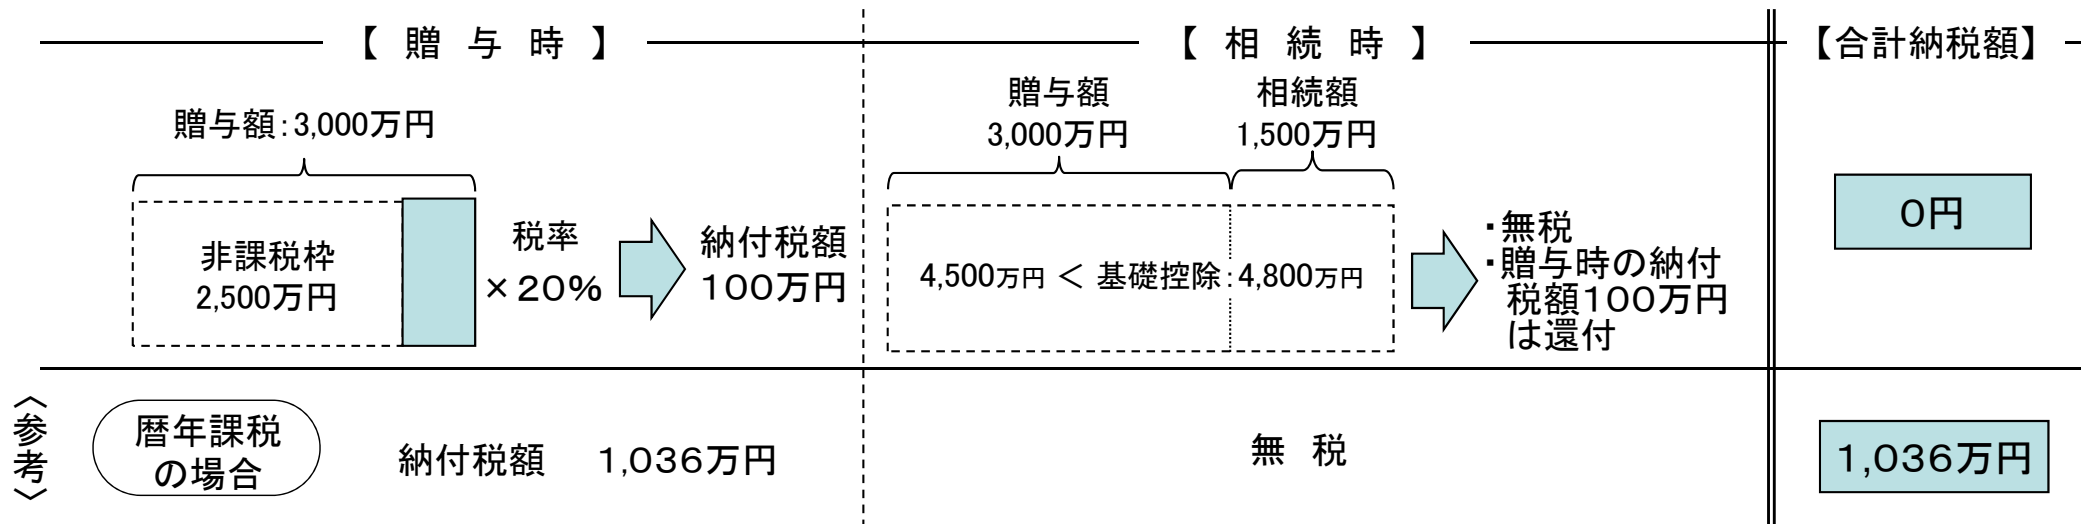 【 贈 与 時 】
【 相 続 時 】
【合計納税額】
贈与額：3,000万円
非課税枠
2,500万円
税率
×20%
納付税額
100万円
贈与額
3,000万円
相続額
1,500万円
4,500万円 ＜ 基礎控除：4,800万円
・無税
・贈与時の納付
税額100万円
は還付
0円
〈参考〉
暦年課税
の場合
納付税額 1,036万円
無 税
1,036万円